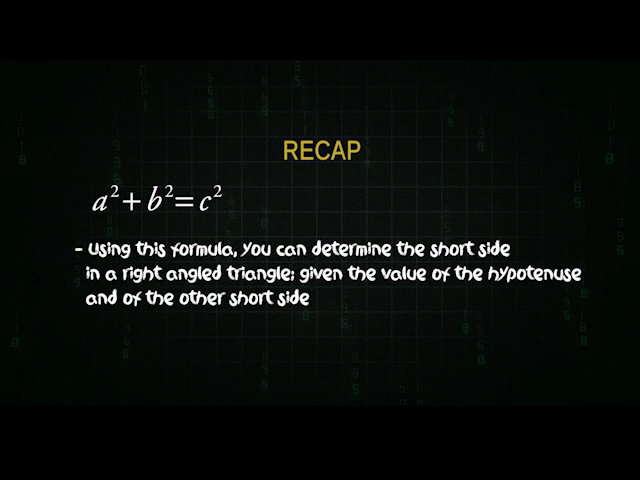 RECAP
a²+b²=c²
- Using this formula, you can determine the short side
in a right angled triangle; given the value of the hypotenuse
and of the other short side